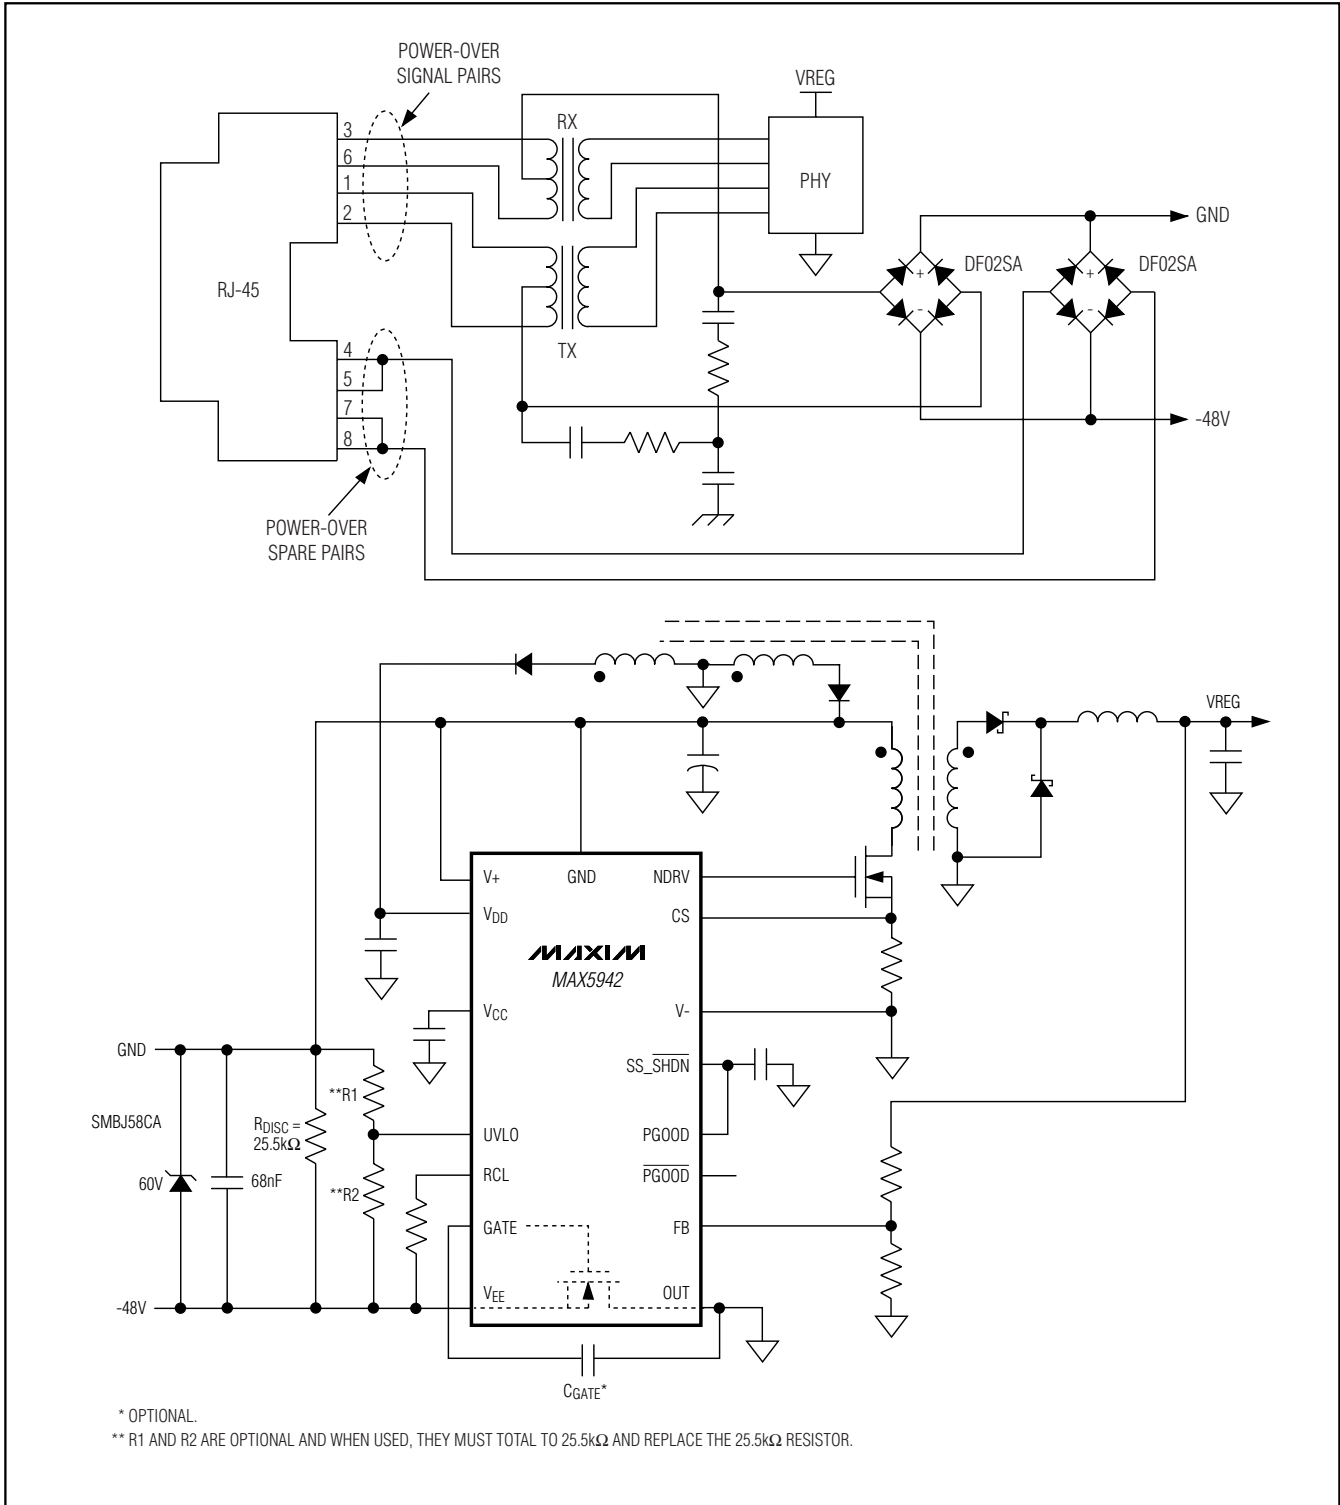 POWER-OVER
SIGNAL PAIRS
VREG
3
6
1
2
RX
PHY
GND
DF02SA
DF02SA
+
-
+
-
RJ-45
TX
4
5
7
8
-48V
POWER-OVER
SPARE PAIRS
VREG
V+
GND
NDRV
VDD
CS
MAXIM
MAX5942
VCC
V-
GND
SS_SHDN
**R1
SMBJ58CA
RDISC =
25.5kΩ
UVLO
PGOOD
60V
68nF
**R2
RCL
PGOOD
GATE
FB
VEE
OUT
-48V
CGATE*
* OPTIONAL.
** R1 AND R2 ARE OPTIONAL AND WHEN USED, THEY MUST TOTAL TO 25.5kΩ AND REPLACE THE 25.5kΩ RESISTOR.